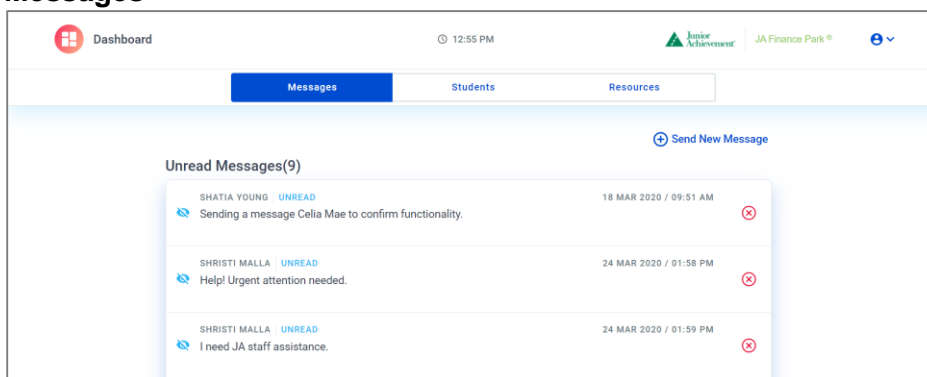 Messages
Dashboard
12:55 PM
Junior
Achievement
JA Finance Park ®
Messages
Students
Resources
Send New Message
Unread Messages(9)
SHATIA YOUNG | UNREAD
18 MAR 2020 / 09:51 AM
Sending a message Celia Mae to confirm functionality.
SHRISTI MALLA | UNREAD
24 MAR 2020 / 01:58 PM
Help! Urgent attention needed.
SHRISTI MALLA | UNREAD
24 MAR 2020 / 01:59 PM
I need JA staff assistance.